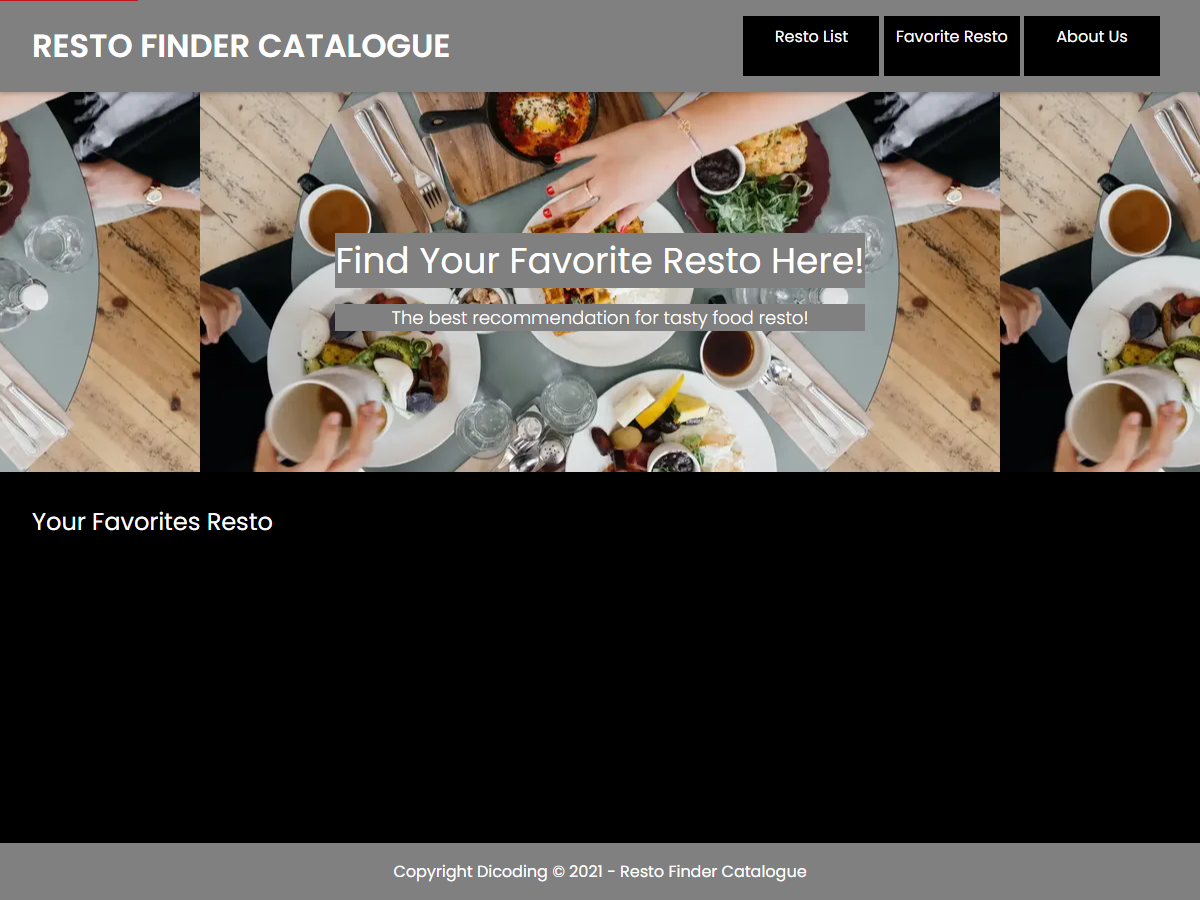 RESTO FINDER CATALOGUE
Resto List
Favorite Resto
About Us
Find Your Favorite Resto Here!
The best recommendation for tasty food resto!
Your Favorites Resto
Copyright Dicoding © 2021 - Resto Finder Catalogue